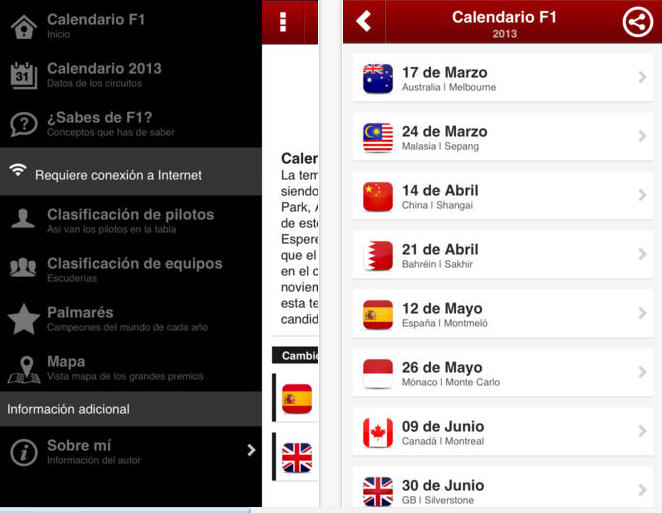 Calendario F1
Inicio
31
Calendario 2013
Datos de los circuitos
?
¿Sabes de F1?
Conceptos que has de saber
Requiere conexión a Internet
Clasificación de pilotos
Así van los pilotos en la tabla
Clasificación de equipos
Escuderías
Palmarés
Campeones del mundo de cada año
Mapa
Vista mapa de los grandes premios
Información adicional
i
Sobre mí
Información del autor
Caler
La tem
siendo
Park,
de est
Espere
que el
en el c
noviem
esta te
candid
Cambic
Calendario F1
2013
17 de Marzo
Australia | Melbourne
24 de Marzo
Malasia | Sepang
14 de Abril
China | Shangai
21 de Abril
Bahréin | Sakhir
12 de Mayo
España | Montmeló
26 de Mayo
Mónaco | Monte Carlo
09 de Junio
Canadá | Montreal
30 de Junio
GB | Silverstone